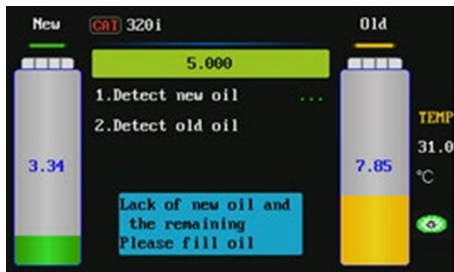 New
CAT 320i
Old
5.000
1.Detect new oil ...
2.Detect old oil
TEMP
31.0
°C
3.34
7.85
Lack of new oil and
the remaining
Please fill oil